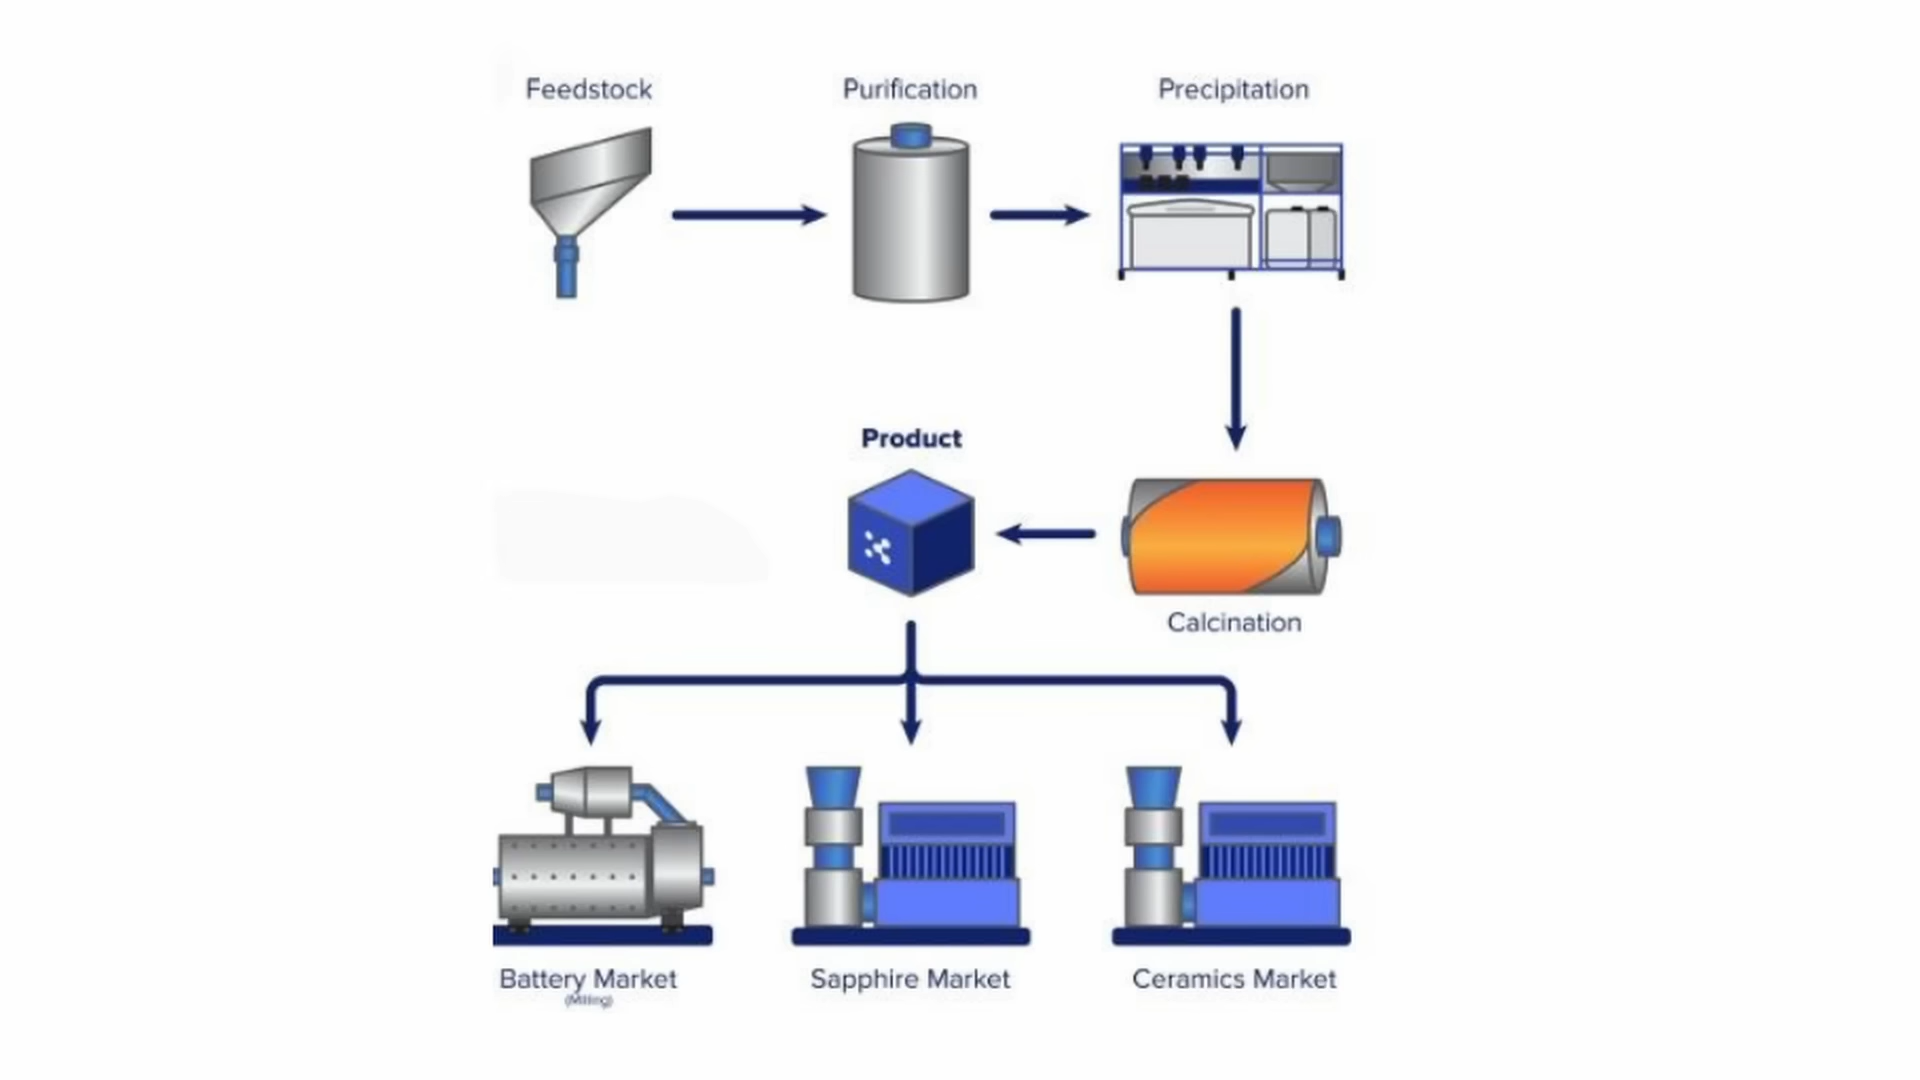 Feedstock
Purification
Precipitation
Product
Calcination
Battery Market
(Milling)
Sapphire Market
Ceramics Market